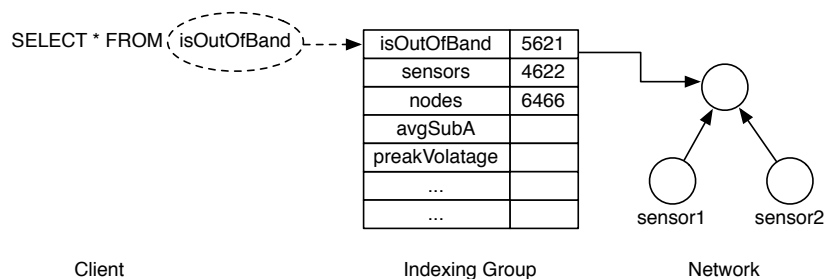 SELECT * FROM isOutOfBand
isOutOfBand 5621
sensors 4622
nodes 6466
avgSubA
preakVolatage
...
...
sensor1 sensor2
Client Indexing Group Network